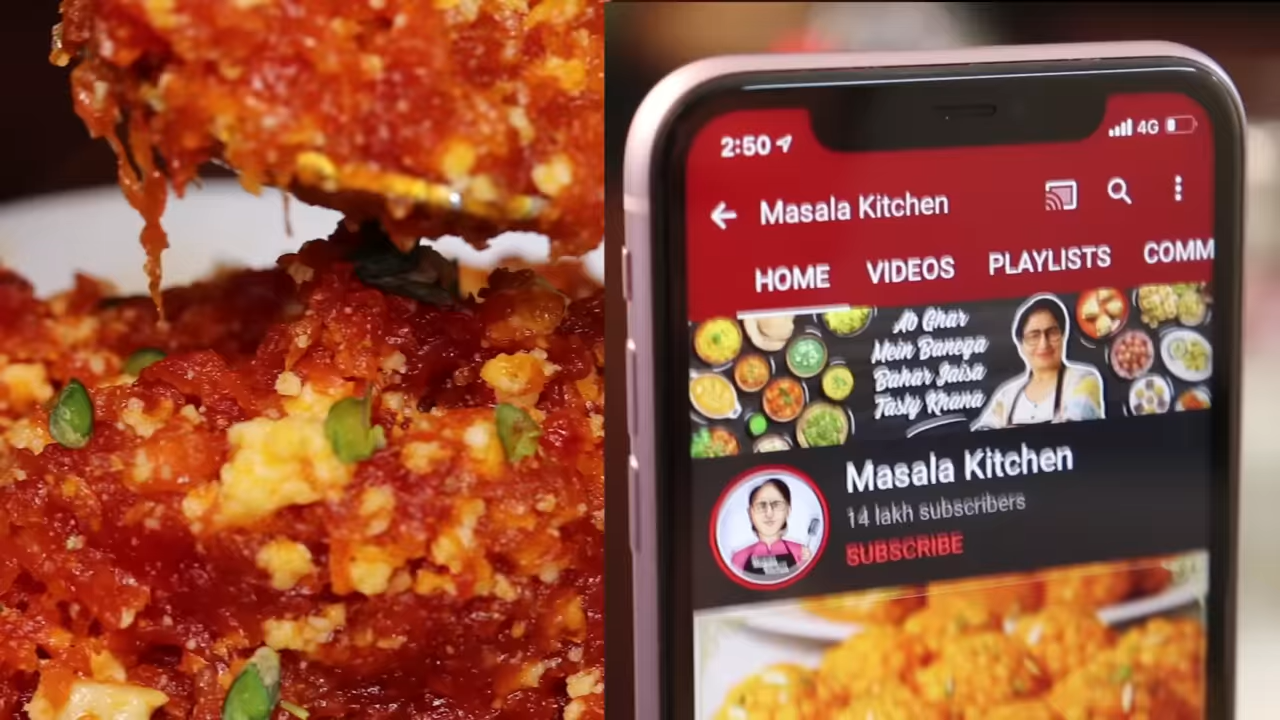 2:50
4G
Masala Kitchen
HOME VIDEOS PLAYLISTS COMM
Ab Ghar
Mein Banega
Bahar Jaisa
Tasty Khana
Masala Kitchen
14 lakh subscribers
SUBSCRIBE